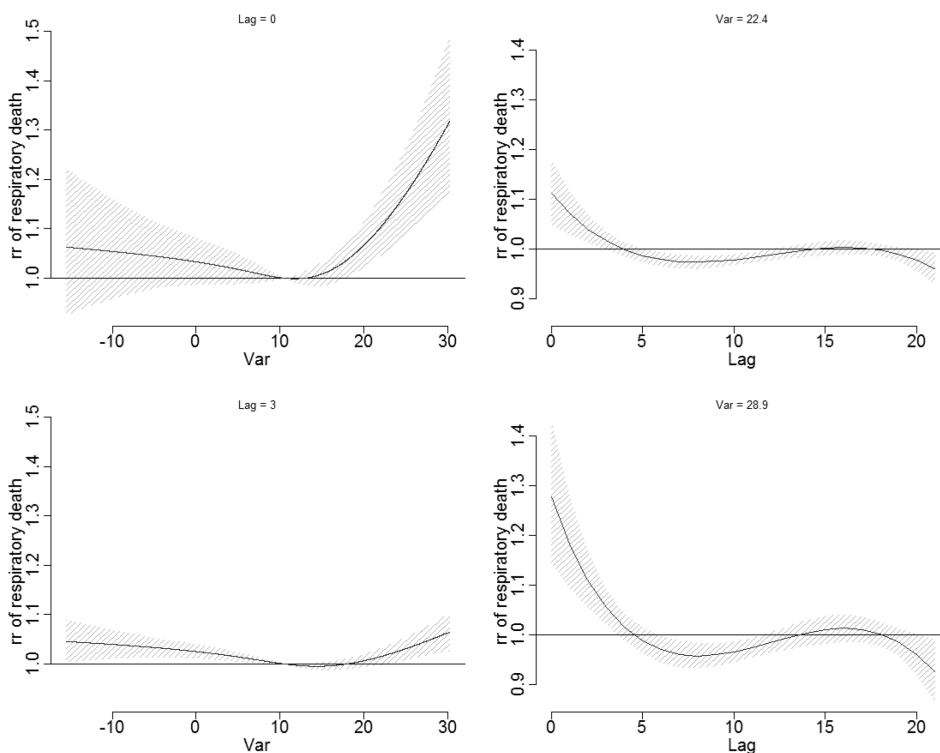 Lag = 0
rr of respiratory death
1.0 1.1 1.2 1.3 1.4 1.5
-10 0 10 20 30
Var
Var = 22.4
rr of respiratory death
0.9 1.0 1.1 1.2 1.3 1.4
0 5 10 15 20
Lag
Lag = 3
rr of respiratory death
1.0 1.1 1.2 1.3 1.4 1.5
-10 0 10 20 30
Var
Var = 28.9
rr of respiratory death
0.9 1.0 1.1 1.2 1.3 1.4
0 5 10 15 20
Lag